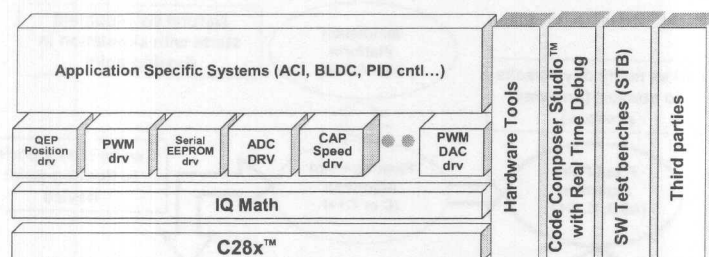 Application Specific Systems (ACI, BLDC, PID cntl...)
QEP
Position
drv
PWM
drv
Serial
EEPROM
drv
ADC
DRV
CAP
Speed
drv
PWM
DAC
drv
IQ Math
C28x™
Hardware Tools
Code Composer Studio™
with Real Time Debug
SW Test benches (STB)
Third parties